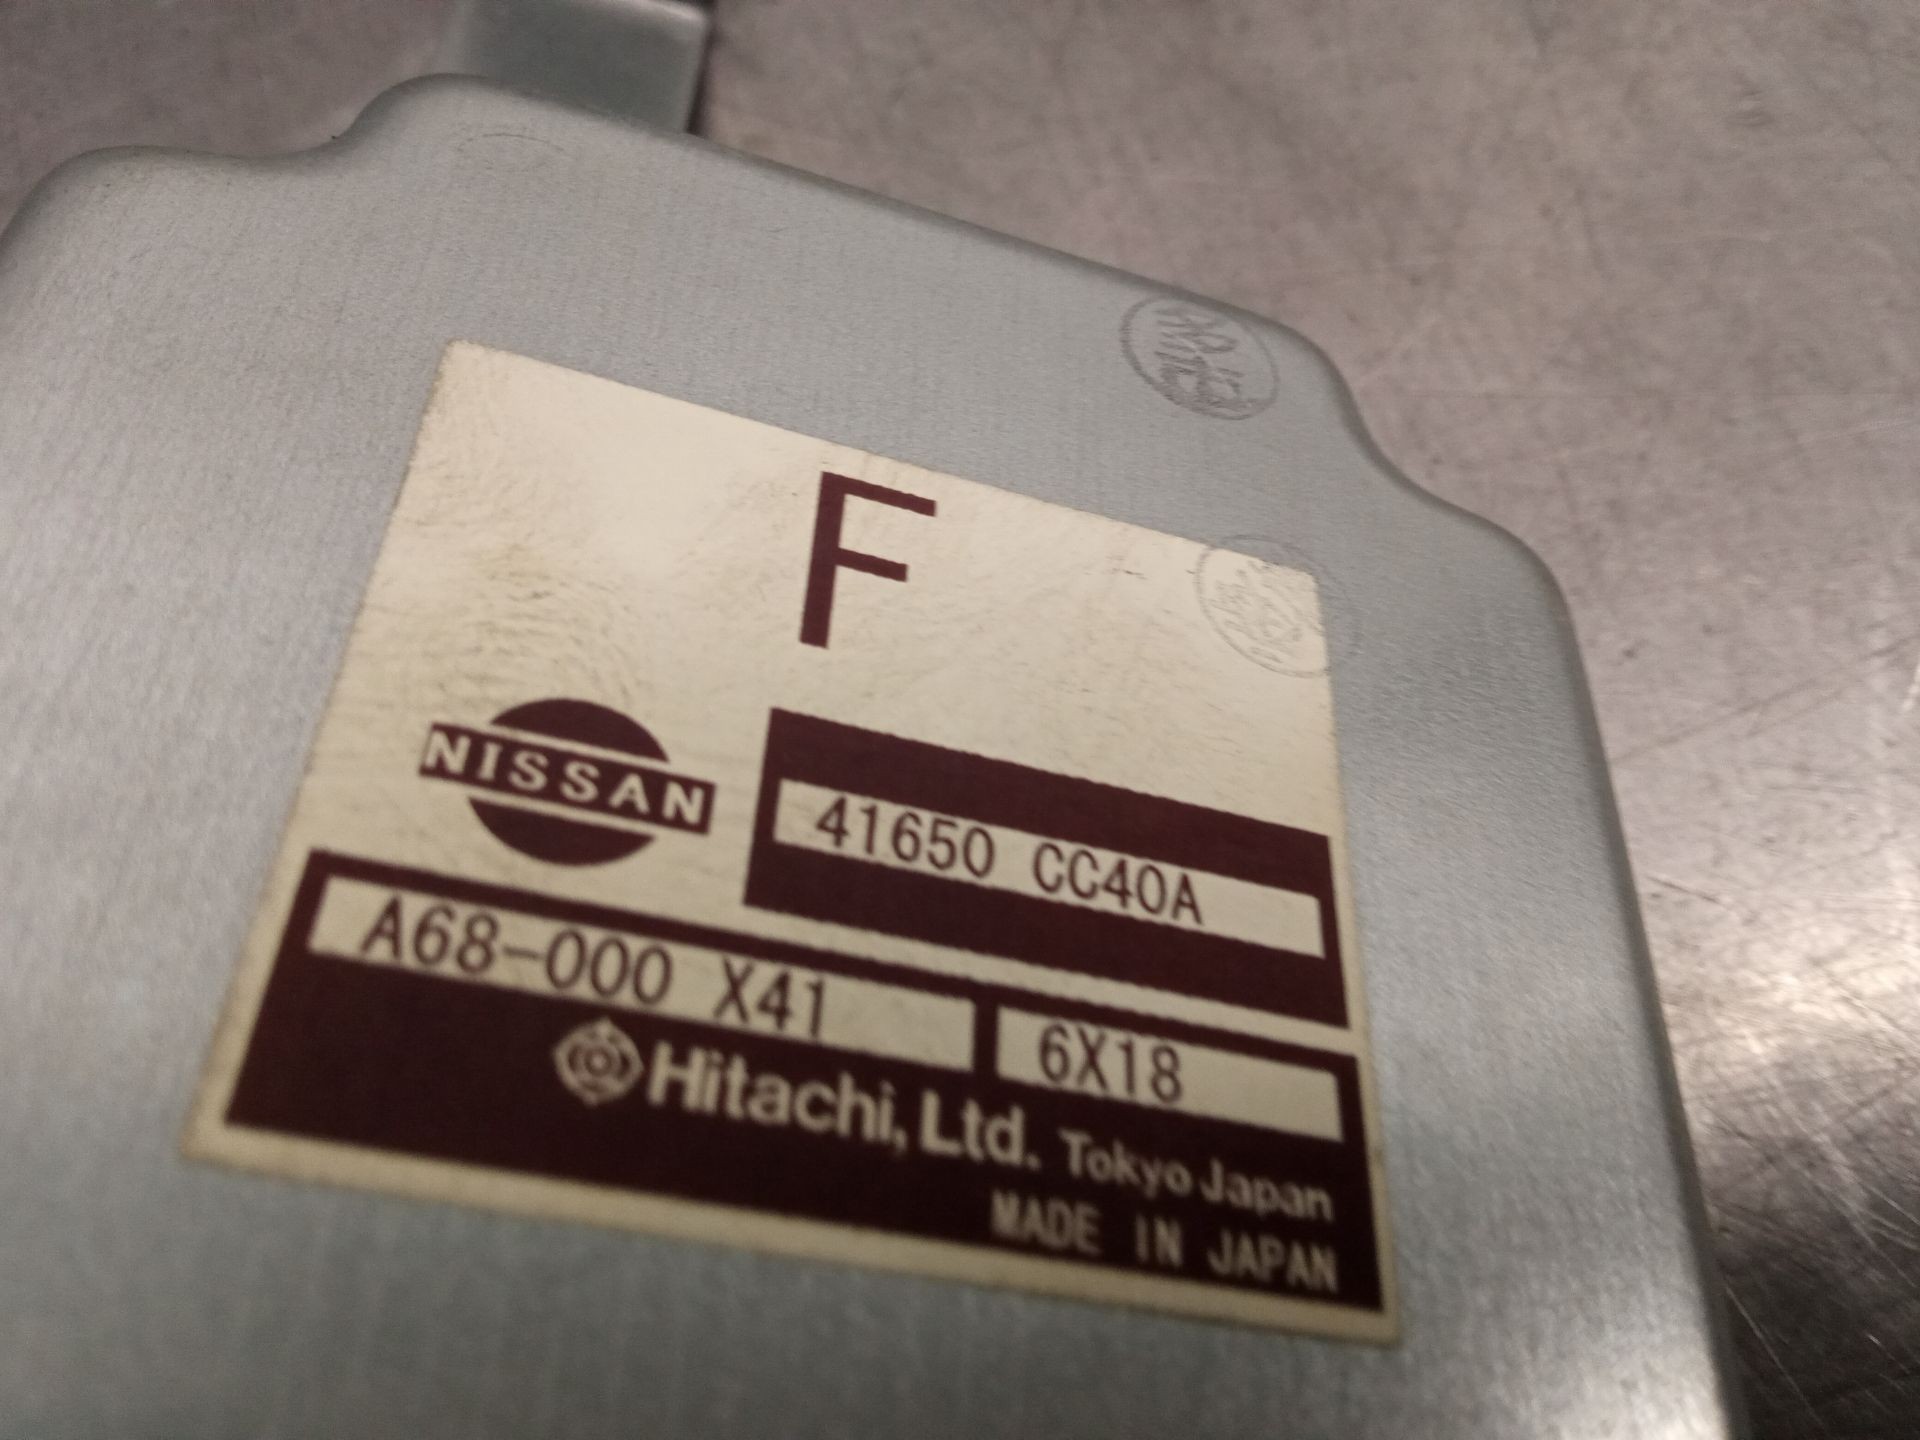 F
NISSAN
41650 CC40A
A68-000 X41
6X18
Hitachi, Ltd. Tokyo Japan
MADE IN JAPAN